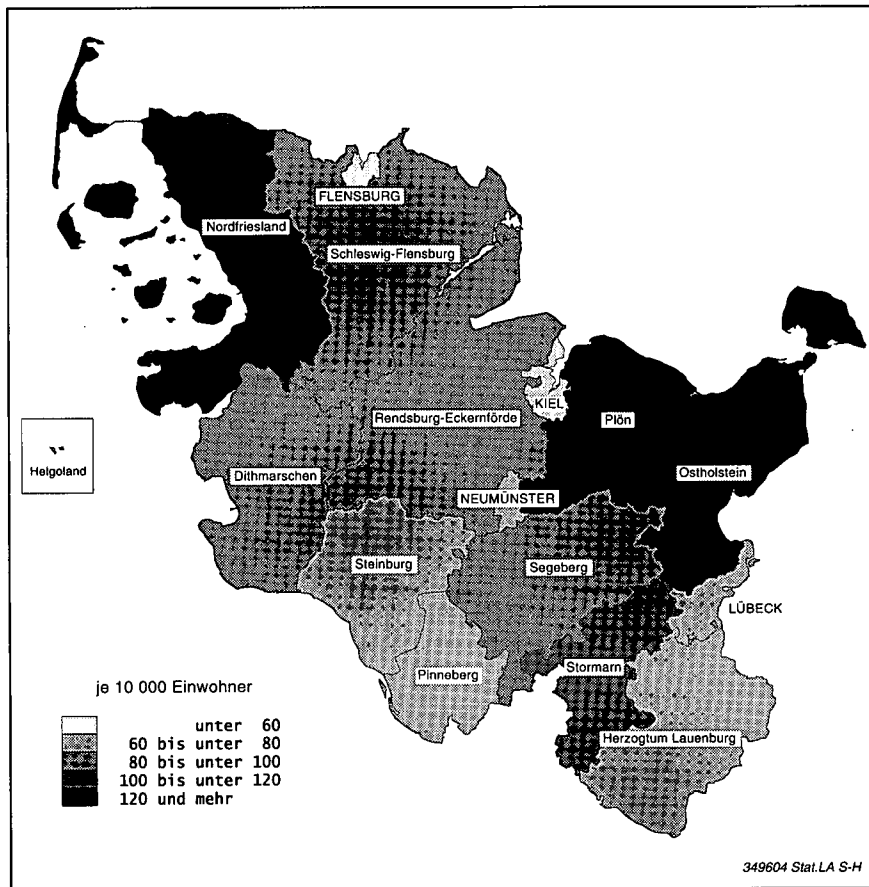 FLENSBURG
Nordfriesland
Schleswig-Flensburg
KIEL
Rendsburg-Eckernförde
Plön
Helgoland
Dithmarschen
Ostholstein
NEUMÜNSTER
Steinburg
Segeberg
LÜBECK
Pinneberg
Stormarn
Herzogtum Lauenburg
je 10 000 Einwohner
unter 60
60 bis unter 80
80 bis unter 100
100 bis unter 120
120 und mehr
349604 Stat.LA S-H